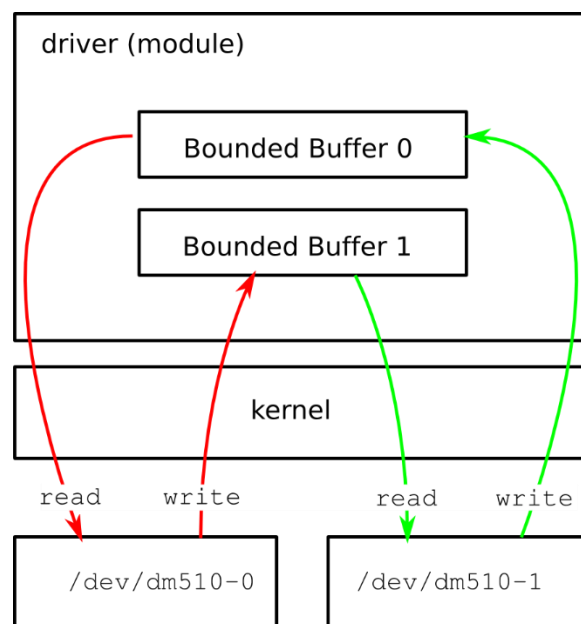 driver (module)
Bounded Buffer 0
Bounded Buffer 1
kernel
read write read write
/dev/dm510-0 /dev/dm510-1